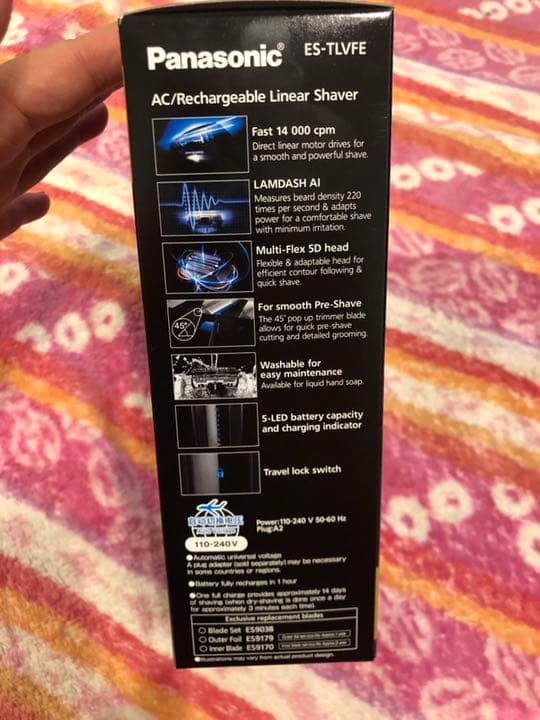 Panasonic® ES-TLVFE
AC/Rechargeable Linear Shaver
Fast 14 000 cpm
Direct linear motor drives for
a smooth and powerful shave.
LAMDASH AI
Measures beard density 220
times per second & adapts
power for a comfortable shave
with minimum irritation.
Multi-Flex 5D head
Flexible & adaptable head for
efficient contour following &
quick shave.
45°
For smooth Pre-Shave
The 45° pop up trimmer blade
allows for quick pre-shave
cutting and detailed grooming.
Washable for
easy maintenance
Available for liquid hand soap.
5-LED battery capacity
and charging indicator
Travel lock switch
自动切换电压
110-240V
Power:110-240 V 50-60 Hz
Plug:A2
●Automatic universal voltage
A plug adapter (sold separately) may be necessary
in some countries or regions.
●Battery fully recharges in 1 hour
●One full charge provides approximately 14 days
of shaving (when dry-shaving is done once a day
for approximately 3 minutes each time).
Exclusive replacement blades
○ Blade Set ES9038
○ Outer Foil ES9179
○ Inner Blade ES9170
●Illustrations may vary from actual product design.